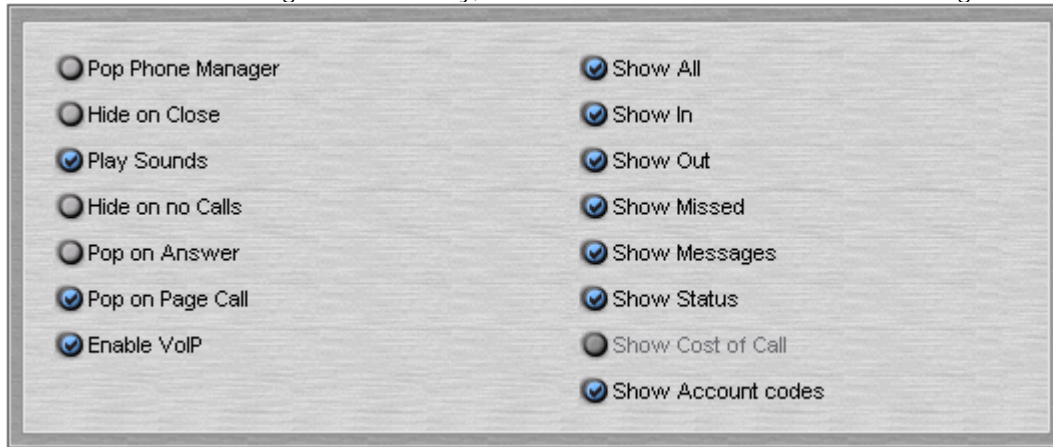 Pop Phone Manager
Hide on Close
Play Sounds
Hide on no Calls
Pop on Answer
Pop on Page Call
Enable VoIP
Show All
Show In
Show Out
Show Missed
Show Messages
Show Status
Show Cost of Call
Show Account codes